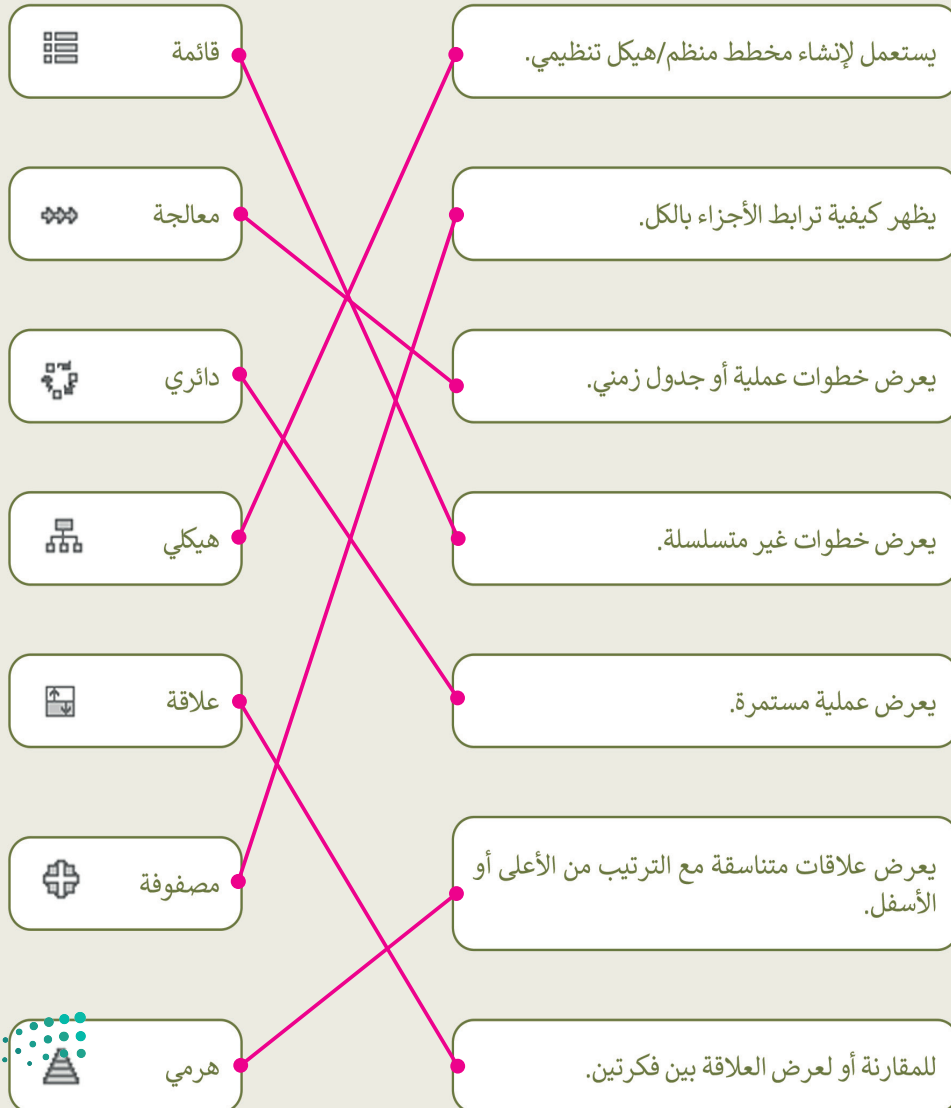 يستعمل لإنشاء مخطط منظم/هيكل تنظيمي.
قائمة
يظهر كيفية ترابط الأجزاء بالكل.
معالجة
يعرض خطوات عملية أو جدول زمني.
دائري
يعرض خطوات غير متسلسلة.
هيكلي
يعرض عملية مستمرة.
علاقة
يعرض علاقات متناسقة مع الترتيب من الأعلى أو
الأسفل.
مصفوفة
للمقارنة أو لعرض العلاقة بين فكرتين.
هرمي